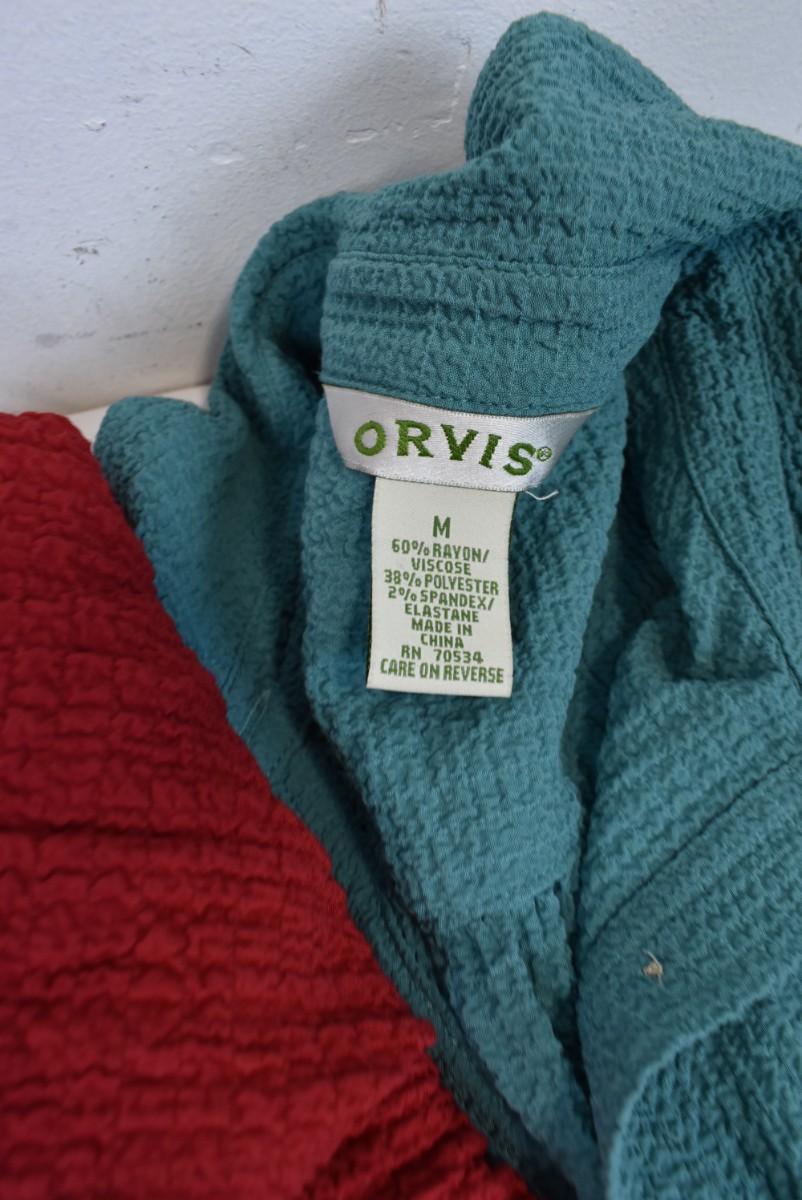 ORVIS®
M
60% RAYON/
VISCOSE
38% POLYESTER
2% SPANDEX/
ELASTANE
MADE IN
CHINA
RN 70534
CARE ON REVERSE